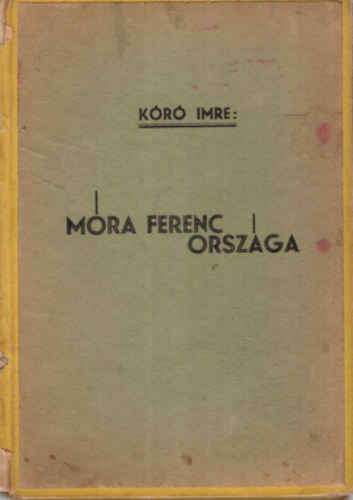 KÓRÓ IMRE:
MÓRA FERENC
ORSZÁGA